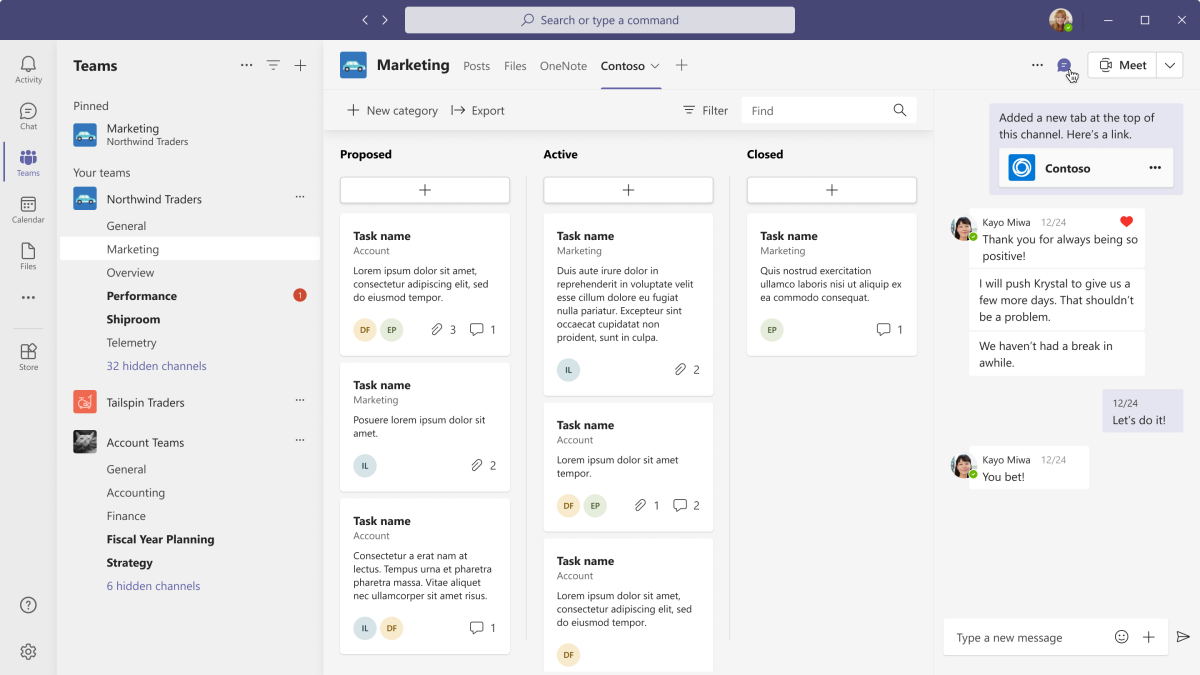 Search or type a command
Activity
Chat
Teams
Calendar
Files
Store
Teams
Pinned
Marketing
Northwind Traders
Your teams
Northwind Traders
General
Marketing
Overview
Performance
1
Shiproom
Telemetry
32 hidden channels
Tailspin Traders
Account Teams
General
Accounting
Finance
Fiscal Year Planning
Strategy
6 hidden channels
Marketing Posts Files OneNote Contoso
Meet
New category Export Filter Find
Proposed
Task name
Account
Lorem ipsum dolor sit amet,
consectetur adipiscing elit, sed
do eiusmod tempor.
DF EP 3 1
Task name
Marketing
Posuere lorem ipsum dolor sit
amet.
IL 2
Task name
Account
Consectetur a erat nam at
lectus. Tempus urna et pharetra
pharetra massa. Vitae aliquet
nec ullamcorper sit amet risus.
IL DF 1
Active
Task name
Marketing
Duis aute irure dolor in
reprehenderit in voluptate velit
esse cillum dolore eu fugiat
nulla pariatur. Excepteur sint
occaecat cupidatat non
proident, sunt in culpa.
IL 2
Task name
Account
Lorem ipsum dolor sit amet
tempor.
DF EP 1 2
Task name
Account
Lorem ipsum dolor sit amet,
consectetur adipiscing elit, sed
do eiusmod tempor.
DF
Closed
Task name
Marketing
Quis nostrud exercitation
ullamco laboris nisi ut aliquip ex
ea commodo consequat.
EP 1
Added a new tab at the top of
this channel. Here's a link.
Contoso
Kayo Miwa 12/24
Thank you for always being so
positive!
I will push Krystal to give us a
few more days. That shouldn't
be a problem.
We haven't had a break in
awhile.
12/24
Let's do it!
Kayo Miwa 12/24
You bet!
Type a new message